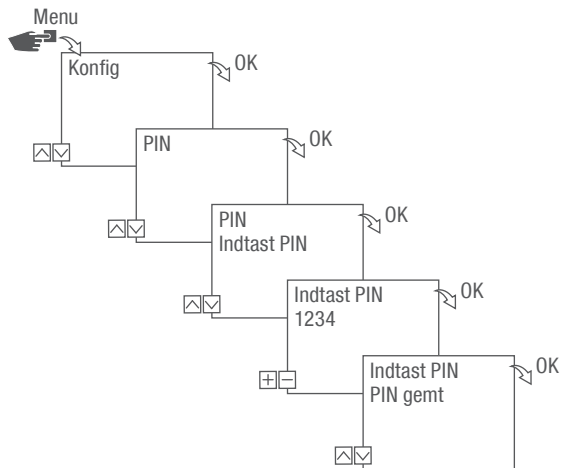 Menu
Konfig
OK
PIN
OK
PIN
Indtast PIN
OK
Indtast PIN
1234
OK
Indtast PIN
PIN gemt
OK